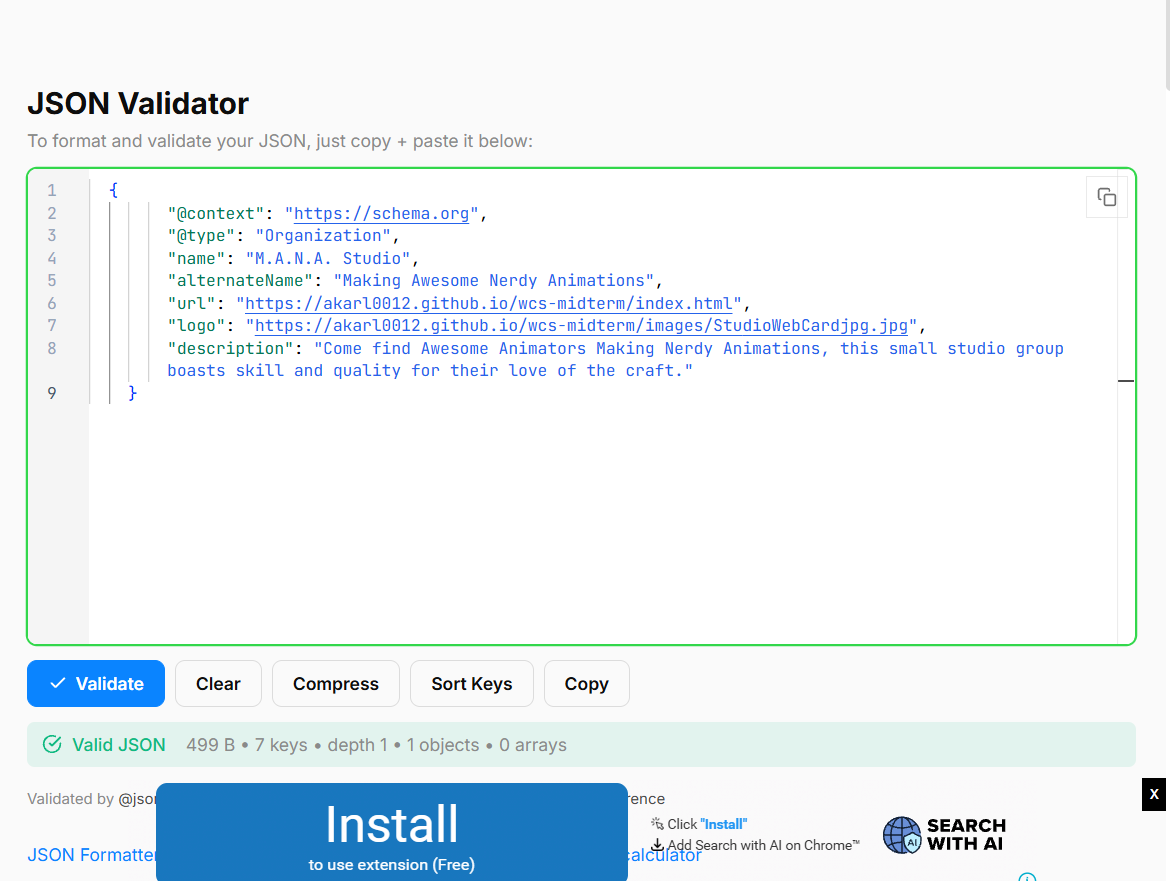 JSON Validator
To format and validate your JSON, just copy + paste it below:
1 {
2 "@context": "https://schema.org",
3 "@type": "Organization",
4 "name": "M.A.N.A. Studio",
5 "alternateName": "Making Awesome Nerdy Animations",
6 "url": "https://akarl0012.github.io/wcs-midterm/index.html",
7 "logo": "https://akarl0012.github.io/wcs-midterm/images/StudioWebCardjpg.jpg",
8 "description": "Come find Awesome Animators Making Nerdy Animations, this small studio group
boasts skill and quality for their love of the craft."
9 }
Validate Clear Compress Sort Keys Copy
Valid JSON 499 B • 7 keys • depth 1 • 1 objects • 0 arrays
Validated by
X
Install
to use extension (Free)
Click "Install"
Add Search with AI on Chrome™
AI
SEARCH
WITH AI
JSON Formatter